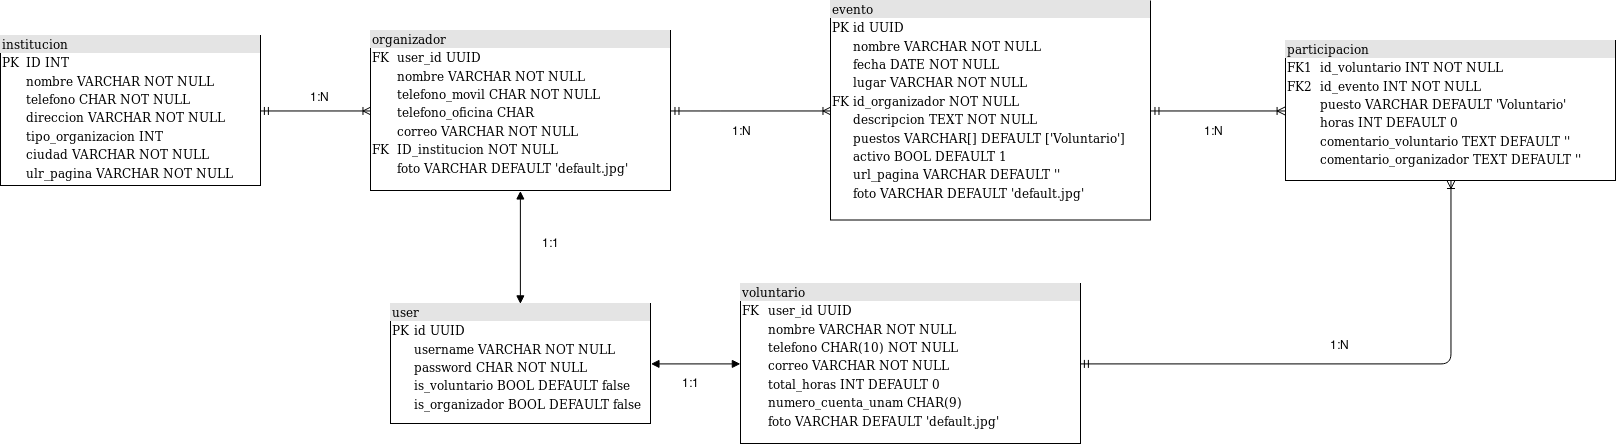 institucion
PK ID INT
nombre VARCHAR NOT NULL
telefono CHAR NOT NULL
direccion VARCHAR NOT NULL
tipo_organizacion INT
ciudad VARCHAR NOT NULL
ulr_pagina VARCHAR NOT NULL
1:N
organizador
FK user_id UUID
nombre VARCHAR NOT NULL
telefono_movil CHAR NOT NULL
telefono_oficina CHAR
correo VARCHAR NOT NULL
FK ID_institucion NOT NULL
foto VARCHAR DEFAULT 'default.jpg'
1:N
evento
PK id UUID
nombre VARCHAR NOT NULL
fecha DATE NOT NULL
lugar VARCHAR NOT NULL
FK id_organizador NOT NULL
descripcion TEXT NOT NULL
puestos VARCHAR[] DEFAULT ['Voluntario']
activo BOOL DEFAULT 1
url_pagina VARCHAR DEFAULT ''
foto VARCHAR DEFAULT 'default.jpg'
1:N
participacion
FK1 id_voluntario INT NOT NULL
FK2 id_evento INT NOT NULL
puesto VARCHAR DEFAULT 'Voluntario'
horas INT DEFAULT 0
comentario_voluntario TEXT DEFAULT ''
comentario_organizador TEXT DEFAULT ''
1:1
user
PK id UUID
username VARCHAR NOT NULL
password CHAR NOT NULL
is_voluntario BOOL DEFAULT false
is_organizador BOOL DEFAULT false
1:1
voluntario
FK user_id UUID
nombre VARCHAR NOT NULL
telefono CHAR(10) NOT NULL
correo VARCHAR NOT NULL
total_horas INT DEFAULT 0
numero_cuenta_unam CHAR(9)
foto VARCHAR DEFAULT 'default.jpg'
1:N